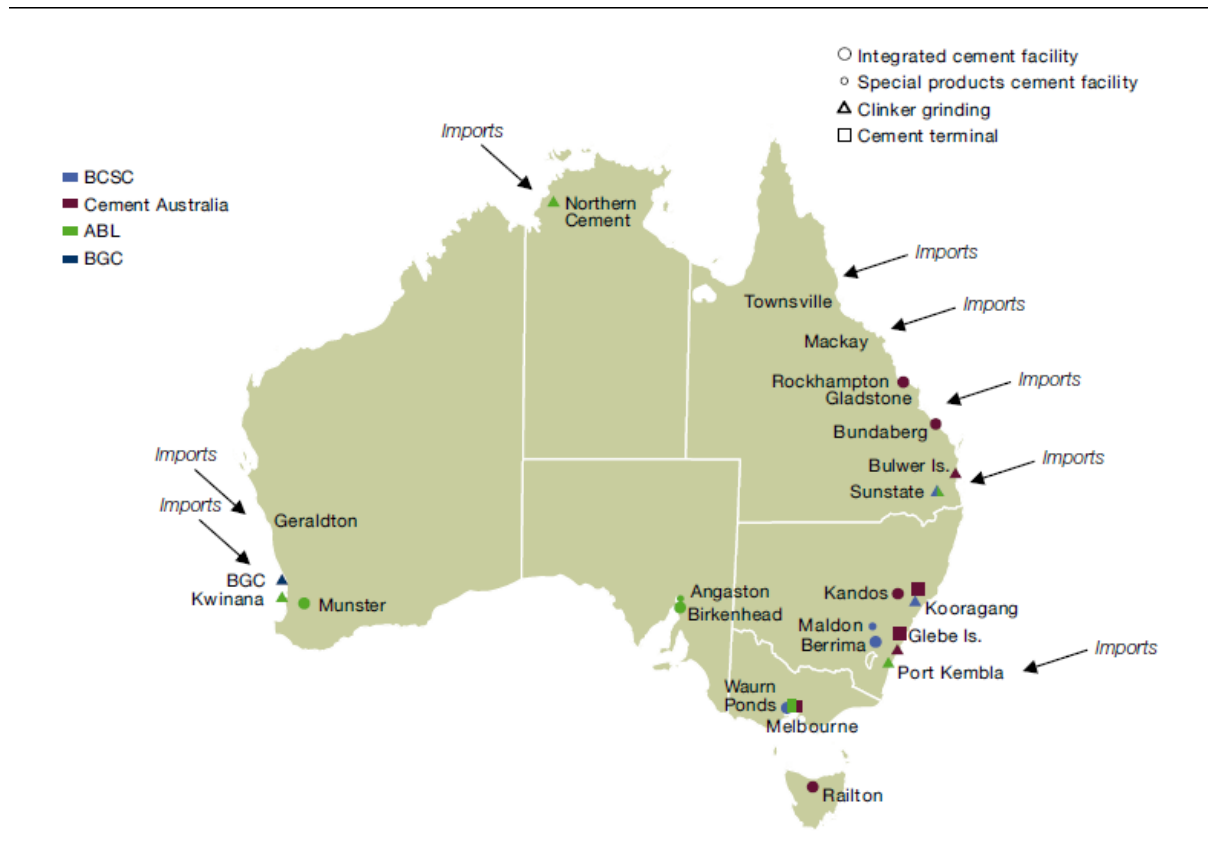 Integrated cement facility
Special products cement facility
Clinker grinding
Cement terminal
Imports
BCSC
Cement Australia
ABL
BGC
Northern
Cement
Imports
Townsville
Imports
Mackay
Imports
Rockhampton
Gladstone
Bundaberg
Imports
Bulwer Is.
Sunstate
Imports
Imports
Geraldton
BGC
Kwinana
Munster
Angaston
Birkenhead
Kandos
Kooragang
Maldon
Berrima
Glebe Is.
Port Kembla
Imports
Waurn
Ponds
Melbourne
Railton